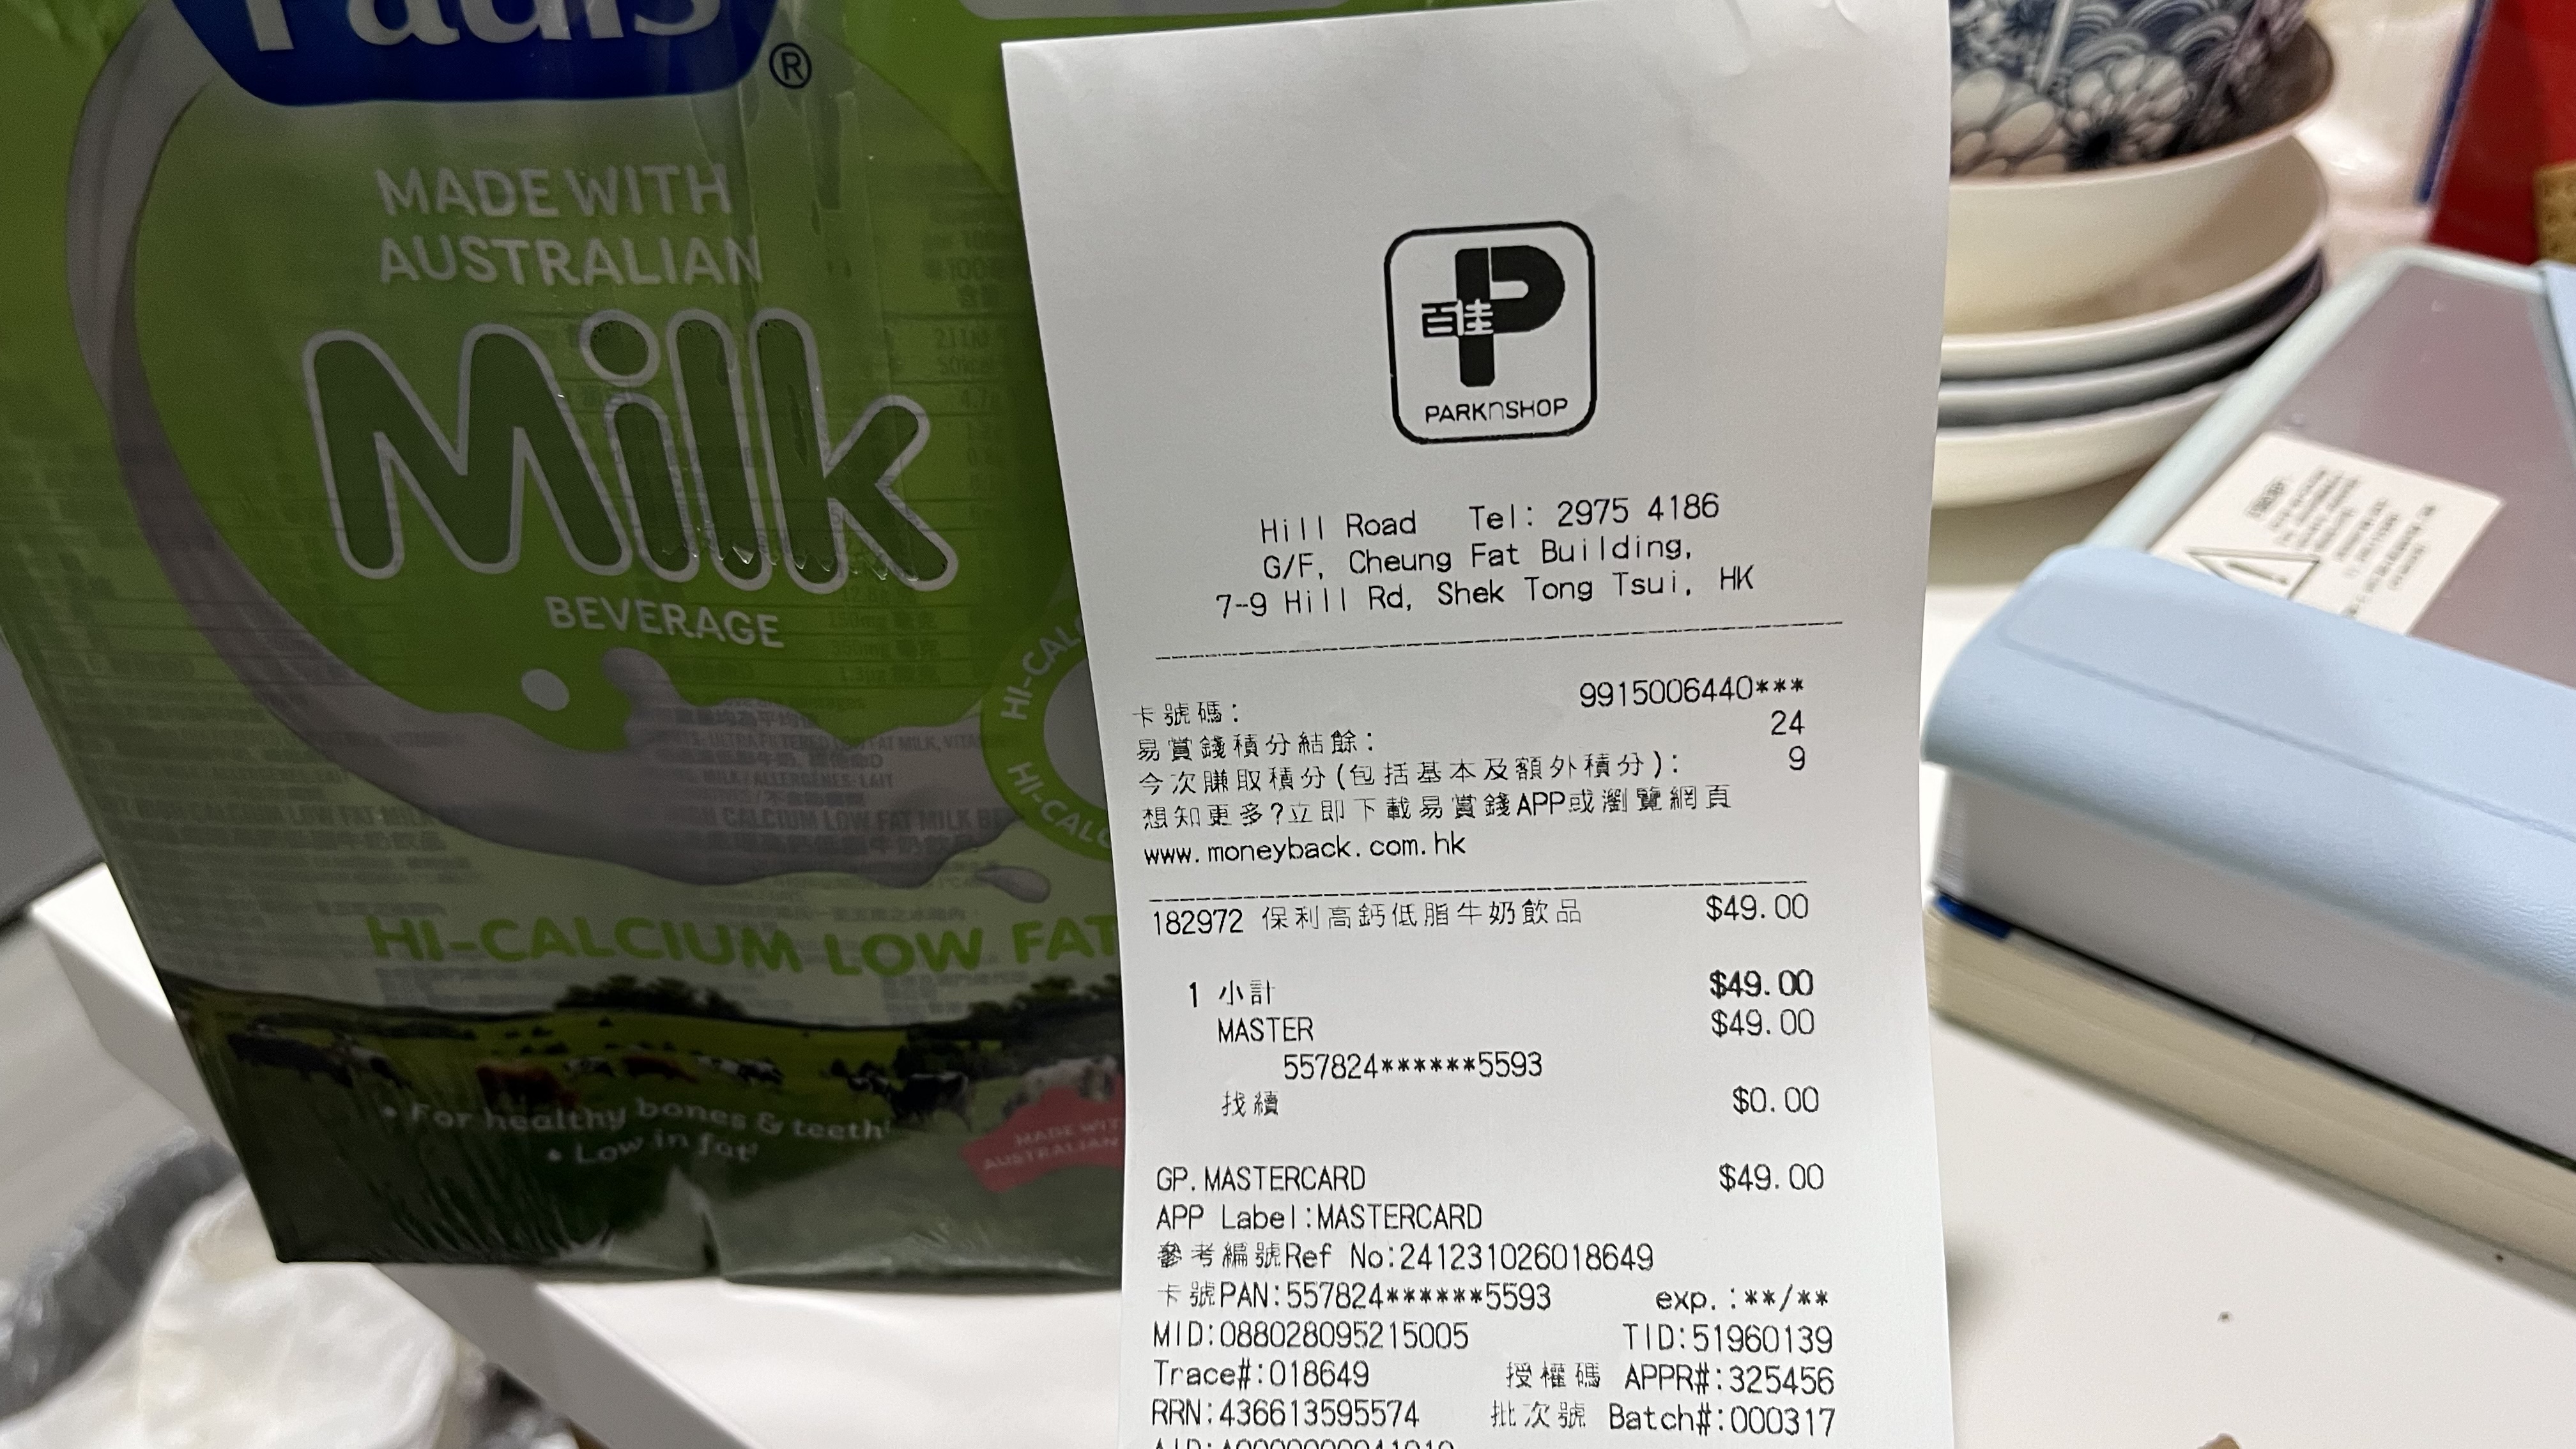 Pauls
®
MADE WITH
AUSTRALIAN
Milk
BEVERAGE
HI-CALC
HI-CALC
HI-CALCIUM LOW FAT
• For healthy bones & teeth
• Low in fat
MADE WIT
AUSTRALIAN
百佳
PARKnSHOP
Hill Road Tel: 2975 4186
G/F, Cheung Fat Building,
7-9 Hill Rd, Shek Tong Tsui, HK
卡號碼: 9915006440***
易賞錢積分結餘: 24
今次賺取積分(包括基本及額外積分): 9
想知更多?立即下載易賞錢APP或瀏覽網頁
www.moneyback.com.hk
182972 保利高鈣低脂牛奶飲品 $49.00
1 小計 $49.00
MASTER $49.00
557824******5593
找續 $0.00
GP.MASTERCARD $49.00
APP Label:MASTERCARD
參考編號Ref No:241231026018649
卡號PAN:557824******5593 exp.:**/**
MID:088028095215005 TID:51960139
Trace#:018649 授權碼 APPR#:325456
RRN:436613595574 批次號 Batch#:000317